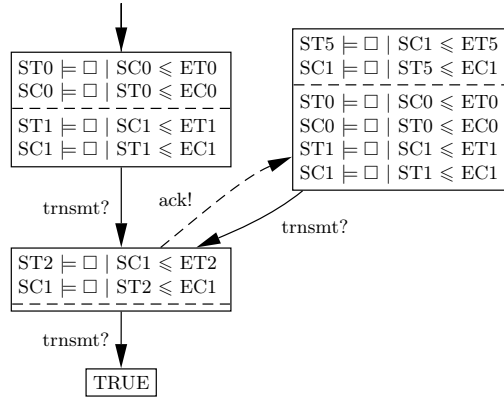 ST0 ⊨ □ | SC0 ⩽ ET0
SC0 ⊨ □ | ST0 ⩽ EC0
ST1 ⊨ □ | SC1 ⩽ ET1
SC1 ⊨ □ | ST1 ⩽ EC1
ST5 ⊨ □ | SC1 ⩽ ET5
SC1 ⊨ □ | ST5 ⩽ EC1
ST0 ⊨ □ | SC0 ⩽ ET0
SC0 ⊨ □ | ST0 ⩽ EC0
ST1 ⊨ □ | SC1 ⩽ ET1
SC1 ⊨ □ | ST1 ⩽ EC1
trnsmt?
ack!
trnsmt?
ST2 ⊨ □ | SC1 ⩽ ET2
SC1 ⊨ □ | ST2 ⩽ EC1
trnsmt?
TRUE